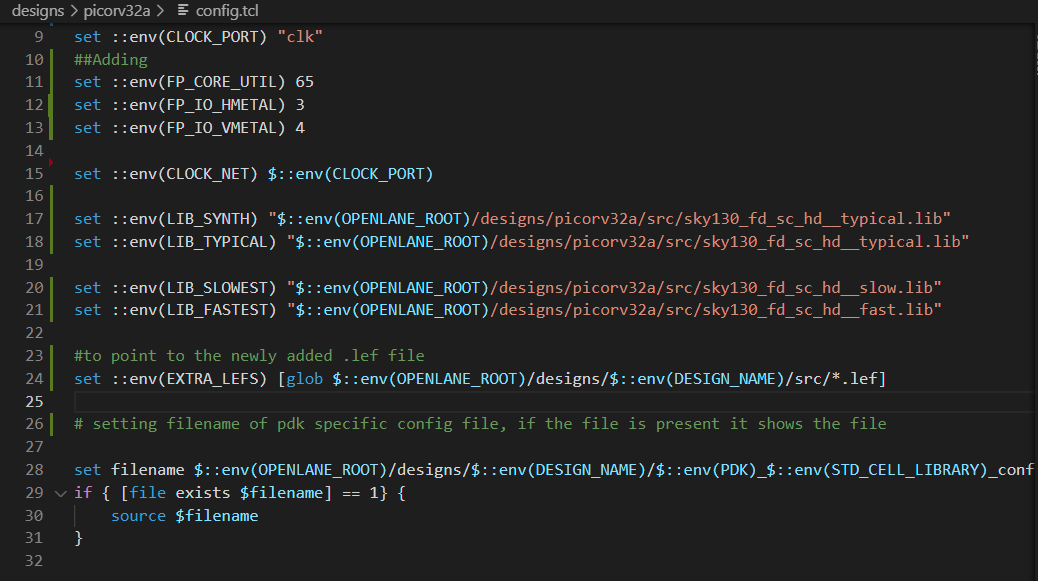 designs > picorv32a > config.tcl
9 set ::env(CLOCK_PORT) "clk"
10 ##Adding
11 set ::env(FP_CORE_UTIL) 65
12 set ::env(FP_IO_HMETAL) 3
13 set ::env(FP_IO_VMETAL) 4
14
15 set ::env(CLOCK_NET) $::env(CLOCK_PORT)
16
17 set ::env(LIB_SYNTH) "$::env(OPENLANE_ROOT)/designs/picorv32a/src/sky130_fd_sc_hd__typical.lib"
18 set ::env(LIB_TYPICAL) "$::env(OPENLANE_ROOT)/designs/picorv32a/src/sky130_fd_sc_hd__typical.lib"
19
20 set ::env(LIB_SLOWEST) "$::env(OPENLANE_ROOT)/designs/picorv32a/src/sky130_fd_sc_hd__slow.lib"
21 set ::env(LIB_FASTEST) "$::env(OPENLANE_ROOT)/designs/picorv32a/src/sky130_fd_sc_hd__fast.lib"
22
23 #to point to the newly added .lef file
24 set ::env(EXTRA_LEFS) [glob $::env(OPENLANE_ROOT)/designs/$::env(DESIGN_NAME)/src/*.lef]
25
26 # setting filename of pdk specific config file, if the file is present it shows the file
27
28 set filename $::env(OPENLANE_ROOT)/designs/$::env(DESIGN_NAME)/$::env(PDK)_$::env(STD_CELL_LIBRARY)_conf
29 if { [file exists $filename] == 1} {
30 source $filename
31 }
32